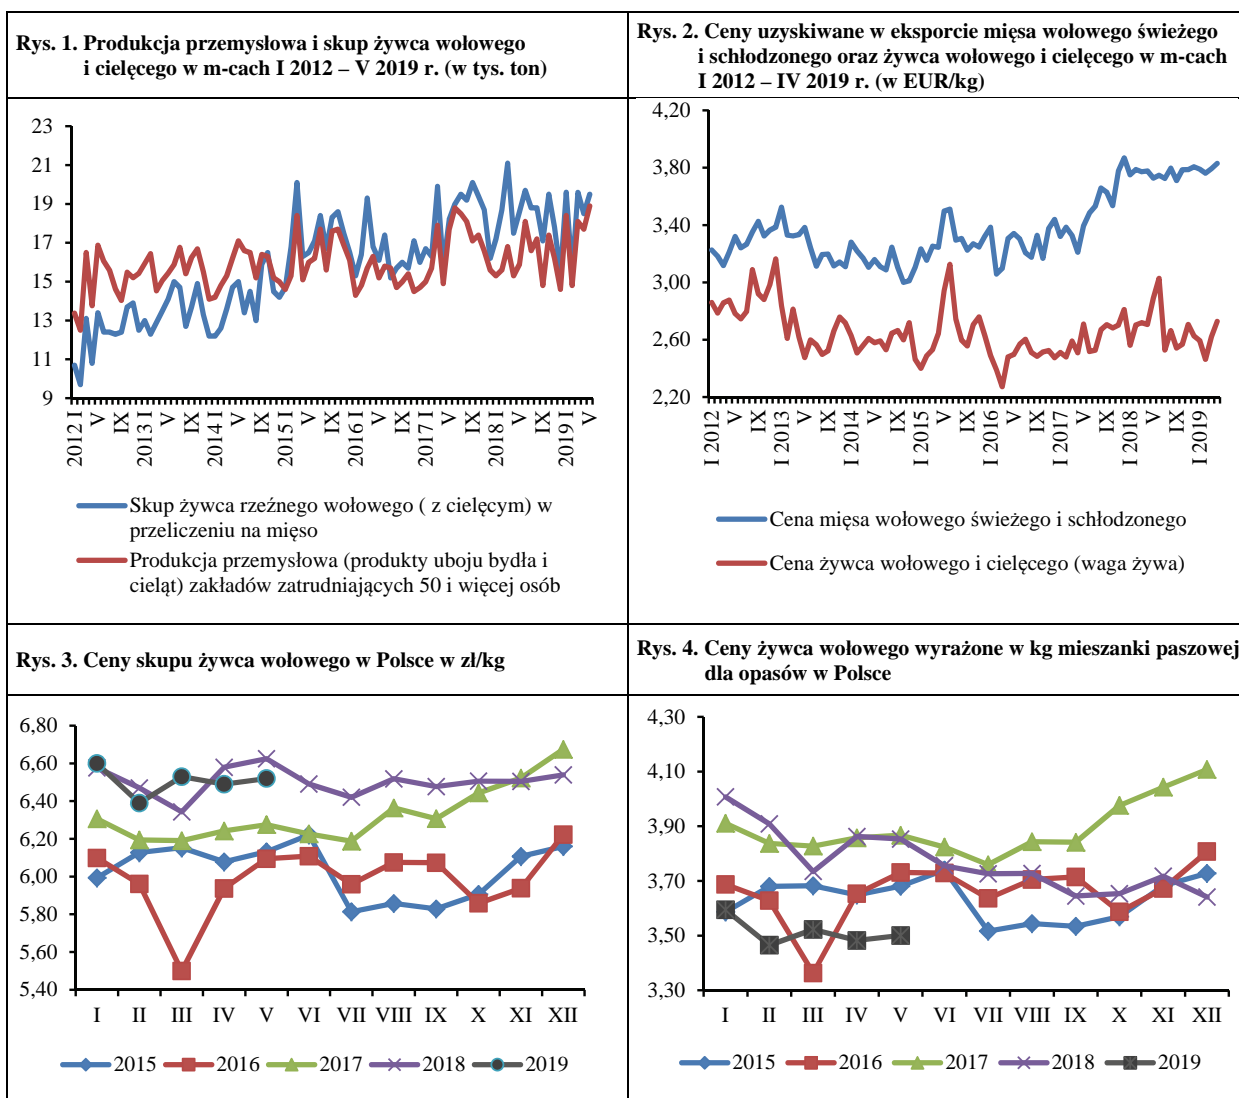 Rys. 1. Produkcja przemysłowa i skup żywca wołowego
i cielęcego w m-cach I 2012 – V 2019 r. (w tys. ton)
23
21
19
17
15
13
11
9
2012 I
V
IX
2013 I
V
IX
2014 I
V
IX
2015 I
V
IX
2016 I
V
IX
2017 I
V
IX
2018 I
V
IX
2019 I
V
Skup żywca rzeźnego wołowego ( z cielęcym) w
przeliczeniu na mięso
Produkcja przemysłowa (produkty uboju bydła i
cieląt) zakładów zatrudniających 50 i więcej osób
Rys. 2. Ceny uzyskiwane w eksporcie mięsa wołowego świeżego
i schłodzonego oraz żywca wołowego i cielęcego w m-cach
I 2012 – IV 2019 r. (w EUR/kg)
4,20
3,80
3,40
3,00
2,60
2,20
I 2012
V
IX
I 2013
V
IX
I 2014
V
IX
I 2015
V
IX
I 2016
V
IX
I 2017
V
IX
I 2018
V
IX
I 2019
Cena mięsa wołowego świeżego i schłodzonego
Cena żywca wołowego i cielęcego (waga żywa)
Rys. 3. Ceny skupu żywca wołowego w Polsce w zł/kg
6,80
6,60
6,40
6,20
6,00
5,80
5,60
5,40
I II III IV V VI VII VIII IX X XI XII
2015 2016 2017 2018 2019
Rys. 4. Ceny żywca wołowego wyrażone w kg mieszanki paszowej
dla opasów w Polsce
4,30
4,10
3,90
3,70
3,50
3,30
I II III IV V VI VII VIII IX X XI XII
2015 2016 2017 2018 2019